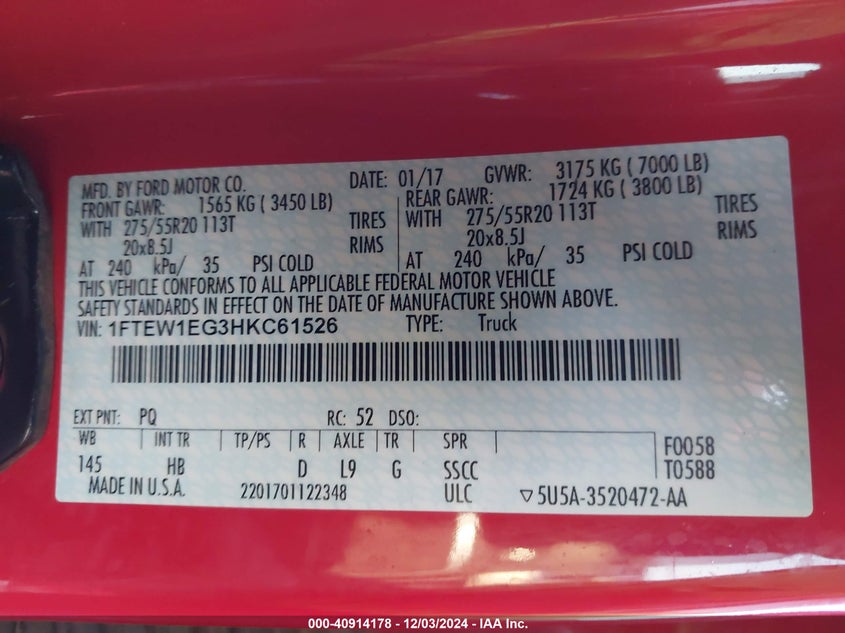 MFD. BY FORD MOTOR CO. DATE: 01/17 GVWR: 3175 KG ( 7000 LB)
FRONT GAWR: 1565 KG ( 3450 LB) REAR GAWR: 1724 KG ( 3800 LB)
WITH 275/55R20 113T TIRES WITH 275/55R20 113T TIRES
20x8.5J RIMS 20x8.5J RIMS
AT 240 kPa/ 35 PSI COLD AT 240 kPa/ 35 PSI COLD
THIS VEHICLE CONFORMS TO ALL APPLICABLE FEDERAL MOTOR VEHICLE
SAFETY STANDARDS IN EFFECT ON THE DATE OF MANUFACTURE SHOWN ABOVE.
VIN: 1FTEW1EG3HKC61526 TYPE: Truck
EXT PNT: PQ RC: 52 DSO:
WB INT TR TP/PS R AXLE TR SPR F0058
145 HB D L9 G SSCC T0588
MADE IN U.S.A. 2201701122348 ULC ▽5U5A-3520472-AA
000-40914178 - 12/03/2024 - IAA Inc.